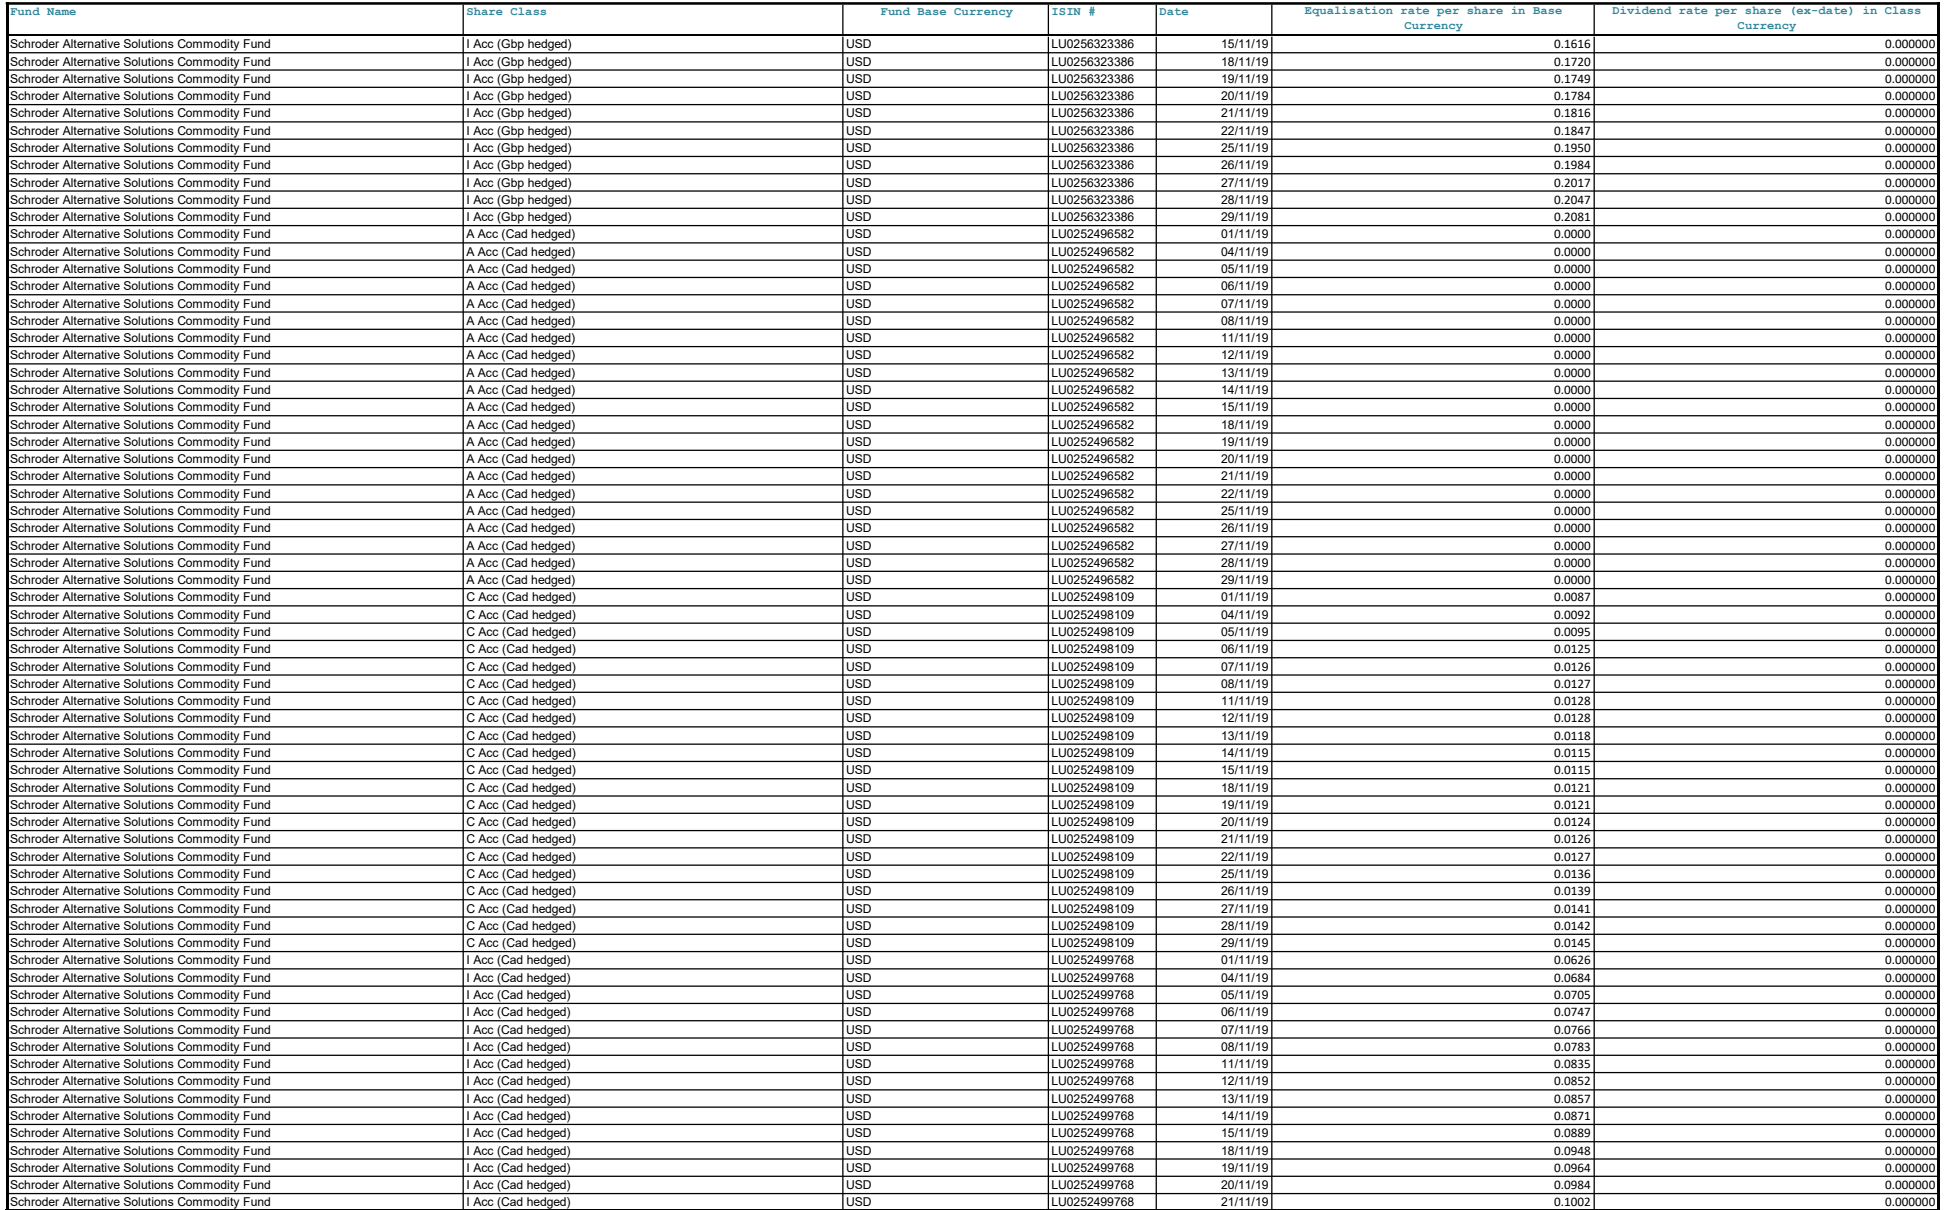 Fund Name Share Class Fund Base Currency ISIN # Date Equalisation rate per share in Base Currency Dividend rate per share (ex-date) in Class Currency
Schroder Alternative Solutions Commodity Fund I Acc (Gbp hedged) USD LU0256323386 15/11/19 0.1616 0.000000
Schroder Alternative Solutions Commodity Fund I Acc (Gbp hedged) USD LU0256323386 18/11/19 0.1720 0.000000
Schroder Alternative Solutions Commodity Fund I Acc (Gbp hedged) USD LU0256323386 19/11/19 0.1749 0.000000
Schroder Alternative Solutions Commodity Fund I Acc (Gbp hedged) USD LU0256323386 20/11/19 0.1784 0.000000
Schroder Alternative Solutions Commodity Fund I Acc (Gbp hedged) USD LU0256323386 21/11/19 0.1816 0.000000
Schroder Alternative Solutions Commodity Fund I Acc (Gbp hedged) USD LU0256323386 22/11/19 0.1847 0.000000
Schroder Alternative Solutions Commodity Fund I Acc (Gbp hedged) USD LU0256323386 25/11/19 0.1950 0.000000
Schroder Alternative Solutions Commodity Fund I Acc (Gbp hedged) USD LU0256323386 26/11/19 0.1984 0.000000
Schroder Alternative Solutions Commodity Fund I Acc (Gbp hedged) USD LU0256323386 27/11/19 0.2017 0.000000
Schroder Alternative Solutions Commodity Fund I Acc (Gbp hedged) USD LU0256323386 28/11/19 0.2047 0.000000
Schroder Alternative Solutions Commodity Fund I Acc (Gbp hedged) USD LU0256323386 29/11/19 0.2081 0.000000
Schroder Alternative Solutions Commodity Fund A Acc (Cad hedged) USD LU0252496582 01/11/19 0.0000 0.000000
Schroder Alternative Solutions Commodity Fund A Acc (Cad hedged) USD LU0252496582 04/11/19 0.0000 0.000000
Schroder Alternative Solutions Commodity Fund A Acc (Cad hedged) USD LU0252496582 05/11/19 0.0000 0.000000
Schroder Alternative Solutions Commodity Fund A Acc (Cad hedged) USD LU0252496582 06/11/19 0.0000 0.000000
Schroder Alternative Solutions Commodity Fund A Acc (Cad hedged) USD LU0252496582 07/11/19 0.0000 0.000000
Schroder Alternative Solutions Commodity Fund A Acc (Cad hedged) USD LU0252496582 08/11/19 0.0000 0.000000
Schroder Alternative Solutions Commodity Fund A Acc (Cad hedged) USD LU0252496582 11/11/19 0.0000 0.000000
Schroder Alternative Solutions Commodity Fund A Acc (Cad hedged) USD LU0252496582 12/11/19 0.0000 0.000000
Schroder Alternative Solutions Commodity Fund A Acc (Cad hedged) USD LU0252496582 13/11/19 0.0000 0.000000
Schroder Alternative Solutions Commodity Fund A Acc (Cad hedged) USD LU0252496582 14/11/19 0.0000 0.000000
Schroder Alternative Solutions Commodity Fund A Acc (Cad hedged) USD LU0252496582 15/11/19 0.0000 0.000000
Schroder Alternative Solutions Commodity Fund A Acc (Cad hedged) USD LU0252496582 18/11/19 0.0000 0.000000
Schroder Alternative Solutions Commodity Fund A Acc (Cad hedged) USD LU0252496582 19/11/19 0.0000 0.000000
Schroder Alternative Solutions Commodity Fund A Acc (Cad hedged) USD LU0252496582 20/11/19 0.0000 0.000000
Schroder Alternative Solutions Commodity Fund A Acc (Cad hedged) USD LU0252496582 21/11/19 0.0000 0.000000
Schroder Alternative Solutions Commodity Fund A Acc (Cad hedged) USD LU0252496582 22/11/19 0.0000 0.000000
Schroder Alternative Solutions Commodity Fund A Acc (Cad hedged) USD LU0252496582 25/11/19 0.0000 0.000000
Schroder Alternative Solutions Commodity Fund A Acc (Cad hedged) USD LU0252496582 26/11/19 0.0000 0.000000
Schroder Alternative Solutions Commodity Fund A Acc (Cad hedged) USD LU0252496582 27/11/19 0.0000 0.000000
Schroder Alternative Solutions Commodity Fund A Acc (Cad hedged) USD LU0252496582 28/11/19 0.0000 0.000000
Schroder Alternative Solutions Commodity Fund A Acc (Cad hedged) USD LU0252496582 29/11/19 0.0000 0.000000
Schroder Alternative Solutions Commodity Fund C Acc (Cad hedged) USD LU0252498109 01/11/19 0.0087 0.000000
Schroder Alternative Solutions Commodity Fund C Acc (Cad hedged) USD LU0252498109 04/11/19 0.0092 0.000000
Schroder Alternative Solutions Commodity Fund C Acc (Cad hedged) USD LU0252498109 05/11/19 0.0095 0.000000
Schroder Alternative Solutions Commodity Fund C Acc (Cad hedged) USD LU0252498109 06/11/19 0.0125 0.000000
Schroder Alternative Solutions Commodity Fund C Acc (Cad hedged) USD LU0252498109 07/11/19 0.0126 0.000000
Schroder Alternative Solutions Commodity Fund C Acc (Cad hedged) USD LU0252498109 08/11/19 0.0127 0.000000
Schroder Alternative Solutions Commodity Fund C Acc (Cad hedged) USD LU0252498109 11/11/19 0.0128 0.000000
Schroder Alternative Solutions Commodity Fund C Acc (Cad hedged) USD LU0252498109 12/11/19 0.0128 0.000000
Schroder Alternative Solutions Commodity Fund C Acc (Cad hedged) USD LU0252498109 13/11/19 0.0118 0.000000
Schroder Alternative Solutions Commodity Fund C Acc (Cad hedged) USD LU0252498109 14/11/19 0.0115 0.000000
Schroder Alternative Solutions Commodity Fund C Acc (Cad hedged) USD LU0252498109 15/11/19 0.0115 0.000000
Schroder Alternative Solutions Commodity Fund C Acc (Cad hedged) USD LU0252498109 18/11/19 0.0121 0.000000
Schroder Alternative Solutions Commodity Fund C Acc (Cad hedged) USD LU0252498109 19/11/19 0.0121 0.000000
Schroder Alternative Solutions Commodity Fund C Acc (Cad hedged) USD LU0252498109 20/11/19 0.0124 0.000000
Schroder Alternative Solutions Commodity Fund C Acc (Cad hedged) USD LU0252498109 21/11/19 0.0126 0.000000
Schroder Alternative Solutions Commodity Fund C Acc (Cad hedged) USD LU0252498109 22/11/19 0.0127 0.000000
Schroder Alternative Solutions Commodity Fund C Acc (Cad hedged) USD LU0252498109 25/11/19 0.0136 0.000000
Schroder Alternative Solutions Commodity Fund C Acc (Cad hedged) USD LU0252498109 26/11/19 0.0139 0.000000
Schroder Alternative Solutions Commodity Fund C Acc (Cad hedged) USD LU0252498109 27/11/19 0.0141 0.000000
Schroder Alternative Solutions Commodity Fund C Acc (Cad hedged) USD LU0252498109 28/11/19 0.0142 0.000000
Schroder Alternative Solutions Commodity Fund C Acc (Cad hedged) USD LU0252498109 29/11/19 0.0145 0.000000
Schroder Alternative Solutions Commodity Fund I Acc (Cad hedged) USD LU0252499768 01/11/19 0.0626 0.000000
Schroder Alternative Solutions Commodity Fund I Acc (Cad hedged) USD LU0252499768 04/11/19 0.0684 0.000000
Schroder Alternative Solutions Commodity Fund I Acc (Cad hedged) USD LU0252499768 05/11/19 0.0705 0.000000
Schroder Alternative Solutions Commodity Fund I Acc (Cad hedged) USD LU0252499768 06/11/19 0.0747 0.000000
Schroder Alternative Solutions Commodity Fund I Acc (Cad hedged) USD LU0252499768 07/11/19 0.0766 0.000000
Schroder Alternative Solutions Commodity Fund I Acc (Cad hedged) USD LU0252499768 08/11/19 0.0783 0.000000
Schroder Alternative Solutions Commodity Fund I Acc (Cad hedged) USD LU0252499768 11/11/19 0.0835 0.000000
Schroder Alternative Solutions Commodity Fund I Acc (Cad hedged) USD LU0252499768 12/11/19 0.0852 0.000000
Schroder Alternative Solutions Commodity Fund I Acc (Cad hedged) USD LU0252499768 13/11/19 0.0857 0.000000
Schroder Alternative Solutions Commodity Fund I Acc (Cad hedged) USD LU0252499768 14/11/19 0.0871 0.000000
Schroder Alternative Solutions Commodity Fund I Acc (Cad hedged) USD LU0252499768 15/11/19 0.0889 0.000000
Schroder Alternative Solutions Commodity Fund I Acc (Cad hedged) USD LU0252499768 18/11/19 0.0948 0.000000
Schroder Alternative Solutions Commodity Fund I Acc (Cad hedged) USD LU0252499768 19/11/19 0.0964 0.000000
Schroder Alternative Solutions Commodity Fund I Acc (Cad hedged) USD LU0252499768 20/11/19 0.0984 0.000000
Schroder Alternative Solutions Commodity Fund I Acc (Cad hedged) USD LU0252499768 21/11/19 0.1002 0.000000